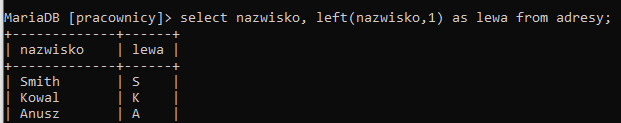 MariaDB [pracownicy]> select nazwisko, left(nazwisko,1) as lewa from adresy;
+-------------+------+
| nazwisko    | lewa |
+-------------+------+
| Smith       | S    |
| Kowal       | K    |
| Anusz       | A    |